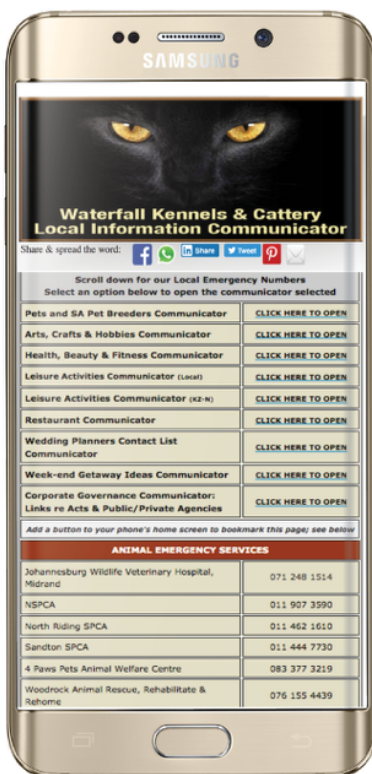 SAMSUNG
Waterfall Kennels &
Cattery
Local Information Communicator
Share & spread the word:
f
in Share
Tweet
Scroll down for our Local Emergency Numbers
Select an option below to open the communicator selected
Pets and SA Pet Breeders Communicator CLICK HERE TO OPEN
Arts, Crafts & Hobbies Communicator CLICK HERE TO OPEN
Health, Beauty & Fitness Communicator CLICK HERE TO OPEN
Leisure Activities Communicator (Local) CLICK HERE TO OPEN
Leisure Activities Communicator (KZ-N) CLICK HERE TO OPEN
Restaurant Communicator CLICK HERE TO OPEN
Wedding Planners Contact List
Communicator CLICK HERE TO OPEN
Week-end Getaway Ideas Communicator CLICK HERE TO OPEN
Corporate Governance Communicator:
Links re Acts & Public/Private Agencies CLICK HERE TO OPEN
Add a button to your phone's home screen to bookmark this page; see below
ANIMAL EMERGENCY SERVICES
Johannesburg Wildlife Veterinary Hospital,
Midrand 071 248 1514
NSPCA 011 907 3590
North Riding SPCA 011 462 1610
Sandton SPCA 011 444 7730
4 Paws Pets Animal Welfare Centre 083 377 3219
Woodrock Animal Rescue, Rehabilitate &
Rehome 076 155 4439